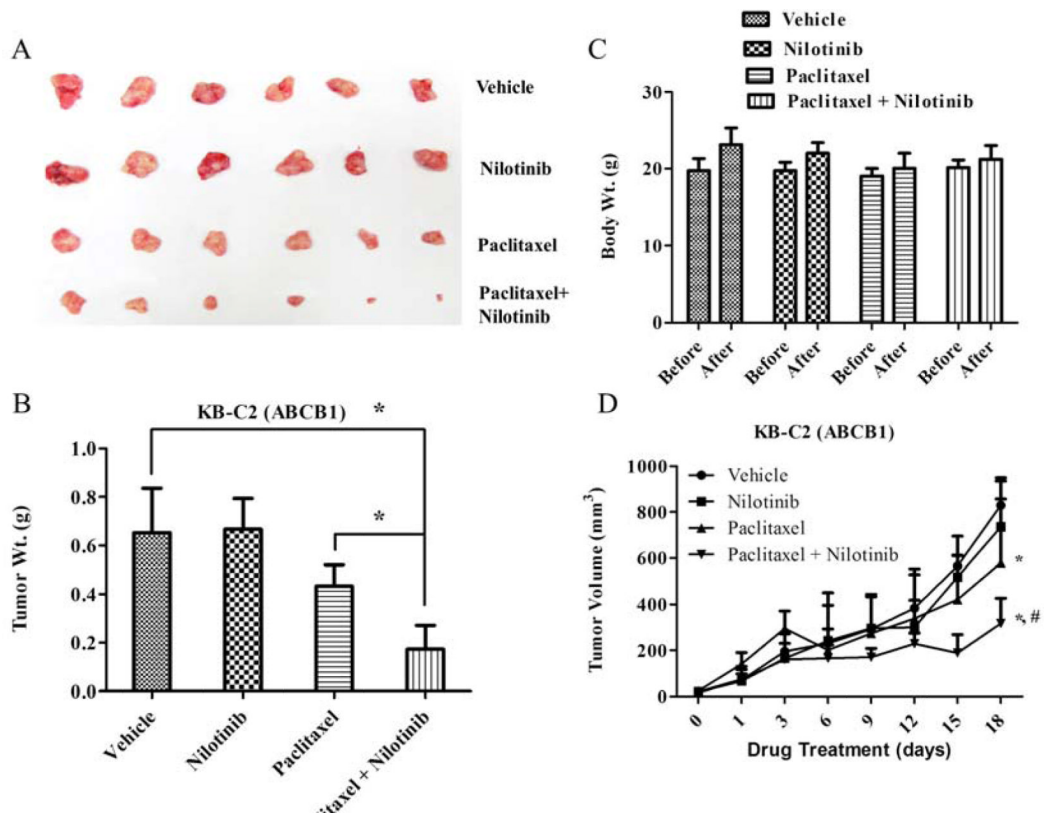 A
Vehicle
Nilotinib
Paclitaxel
Paclitaxel+
Nilotinib
C
Vehicle
Nilotinib
Paclitaxel
Paclitaxel + Nilotinib
Body Wt. (g)
30
20
10
0
Before
After
Before
After
Before
After
Before
After
B
KB-C2 (ABCB1)
*
*
Tumor Wt. (g)
1.0
0.8
0.6
0.4
0.2
0.0
Vehicle
Nilotinib
Paclitaxel
litaxel + Nilotinib
D
KB-C2 (ABCB1)
Vehicle
Nilotinib
Paclitaxel
Paclitaxel + Nilotinib
Tumor Volume (mm³)
1000
800
600
400
200
0
*
*, #
0
1
3
6
9
12
15
18
Drug Treatment (days)